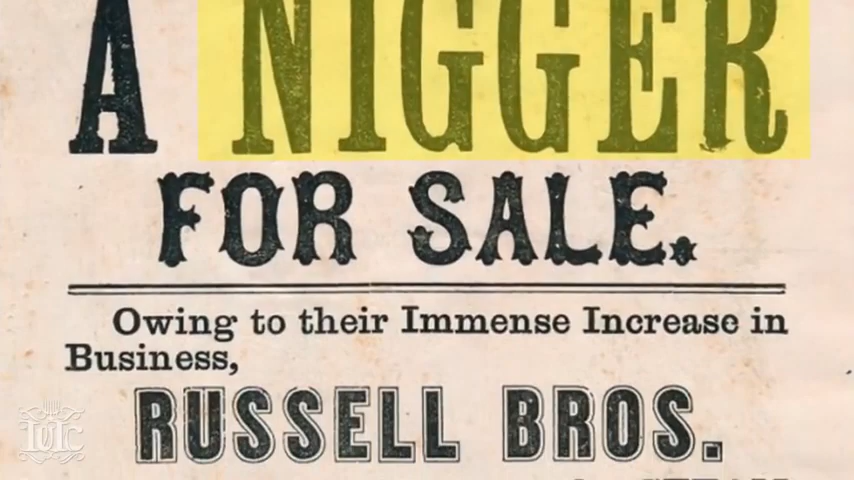 A NIGGER
FOR SALE.
Owing to their Immense Increase in
Business,
RUSSELL BROS.